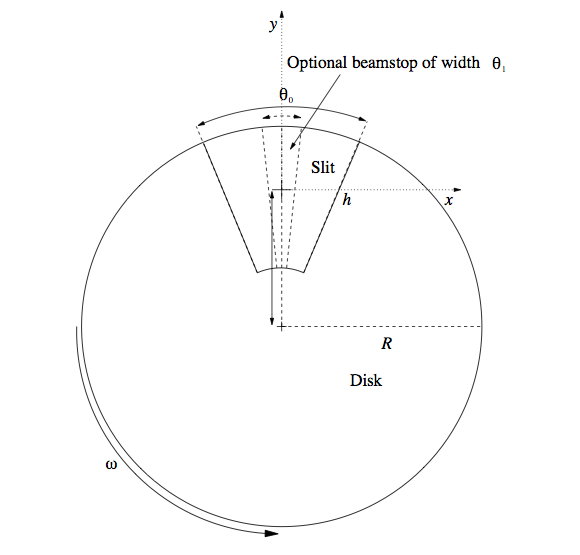 y
Optional beamstop of width θ₁
θ₀
Slit
h
x
R
Disk
ω